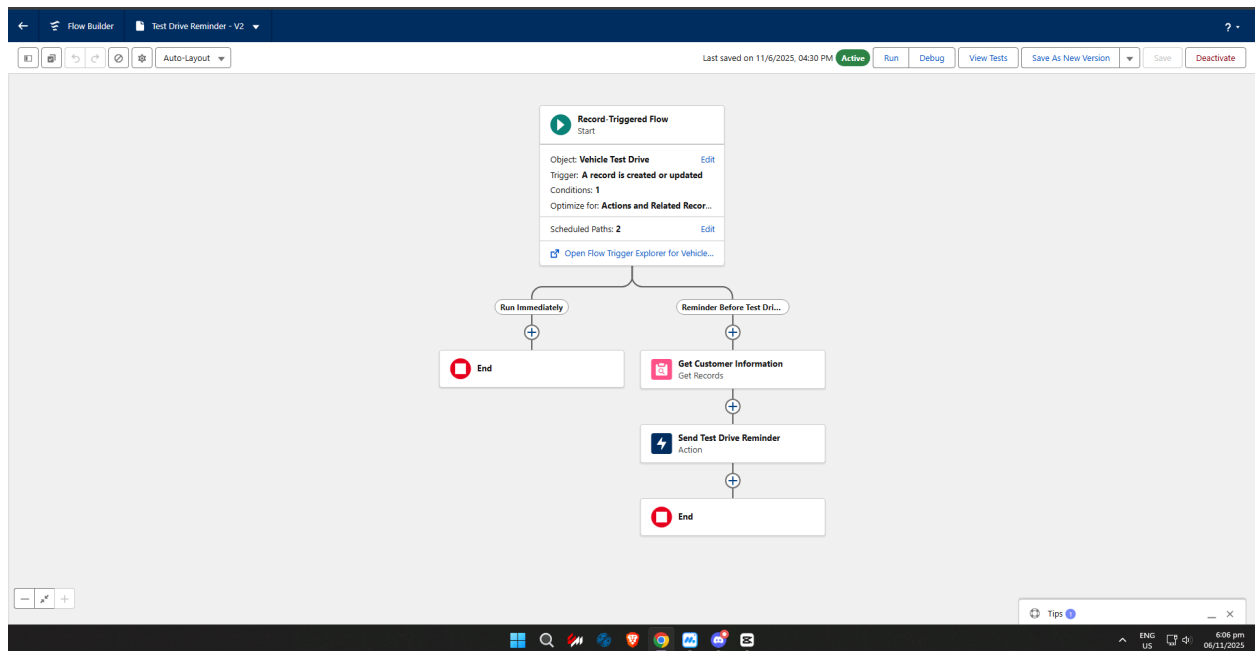 Flow Builder
Test Drive Reminder - V2
?
Auto-Layout
Last saved on 11/6/2025, 04:30 PM
Active
Run
Debug
View Tests
Save As New Version
Save
Deactivate
Record-Triggered Flow
Start
Object: Vehicle Test Drive
Edit
Trigger: A record is created or updated
Conditions: 1
Optimize for: Actions and Related Recor...
Scheduled Paths: 2
Edit
Open Flow Trigger Explorer for Vehicle...
Run Immediately
Reminder Before Test Dri...
End
Get Customer Information
Get Records
Send Test Drive Reminder
Action
End
Tips 1
ENG
US
6:06 pm
06/11/2025